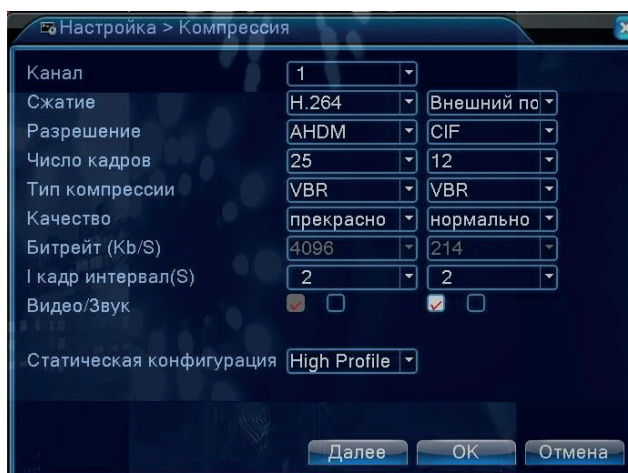 Настройка > Компрессия
Канал 1
Сжатие H.264 Внешний по
Разрешение AHDM CIF
Число кадров 25 12
Тип компрессии VBR VBR
Качество прекрасно нормально
Битрейт (Kb/S) 4096 214
I кадр интервал(S) 2 2
Видео/Звук
Статическая конфигурация High Profile
Далее OK Отмена